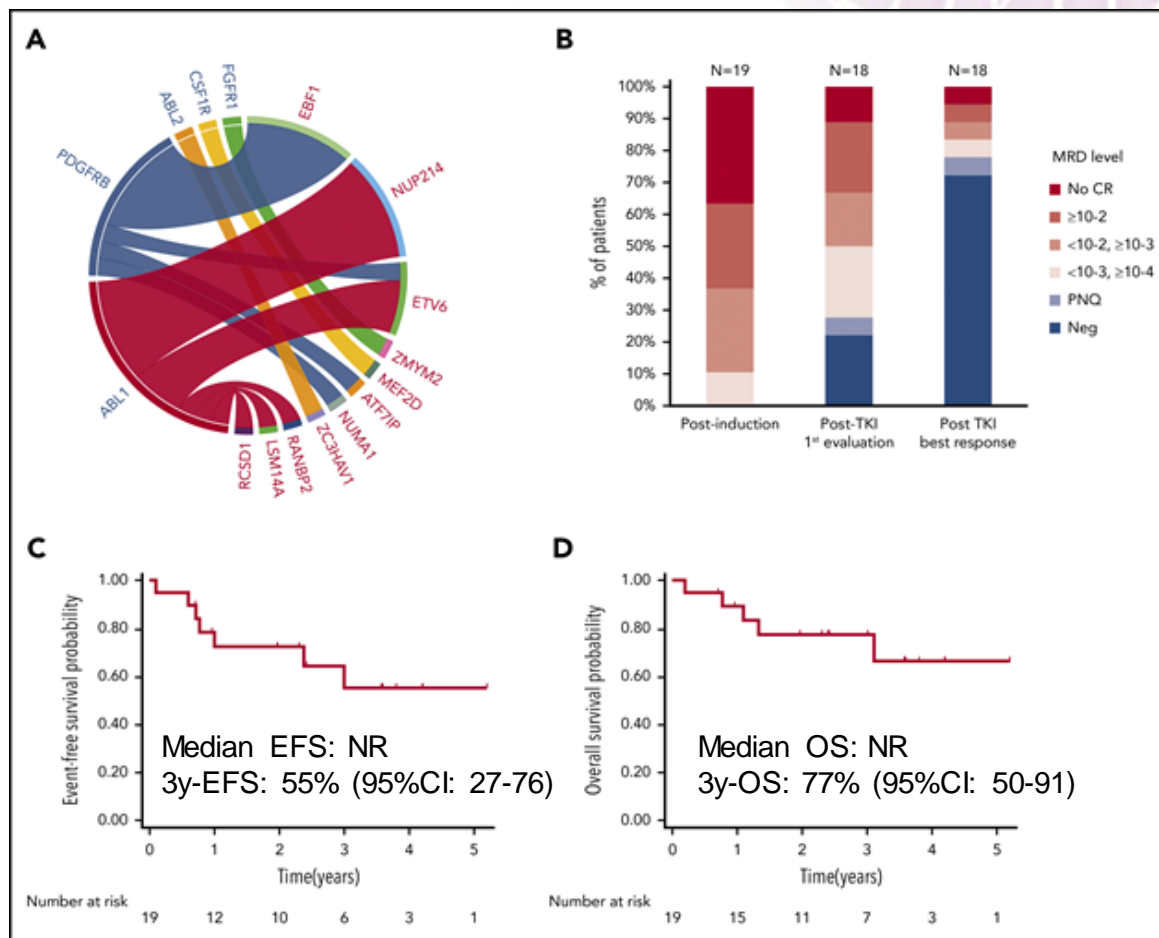 A
ABL2
CSF1R
FGFR1
EBF1
PDGFRB
NUP214
ETV6
ZMYM2
MEF2D
ATF7IP
NUMA1
ZC3HAV1
RANBP2
LSM14A
RCSD1
ABL1
B
N=19 N=18 N=18
100%
90%
80%
70%
60%
50%
40%
30%
20%
10%
0%
% of patients
Post-induction
Post-TKI
1st evaluation
Post TKI
best response
MRD level
No CR
≥10-2
<10-2, ≥10-3
<10-3, ≥10-4
PNQ
Neg
C
Event-free survival probability
1.00
0.80
0.60
0.40
0.20
0.00
Median EFS: NR
3y-EFS: 55% (95%CI: 27-76)
0 1 2 3 4 5
Time(years)
Number at risk
19 12 10 6 3 1
D
Overall survival probability
1.00
0.80
0.60
0.40
0.20
0.00
Median OS: NR
3y-OS: 77% (95%CI: 50-91)
0 1 2 3 4 5
Time(years)
Number at risk
19 15 11 7 3 1